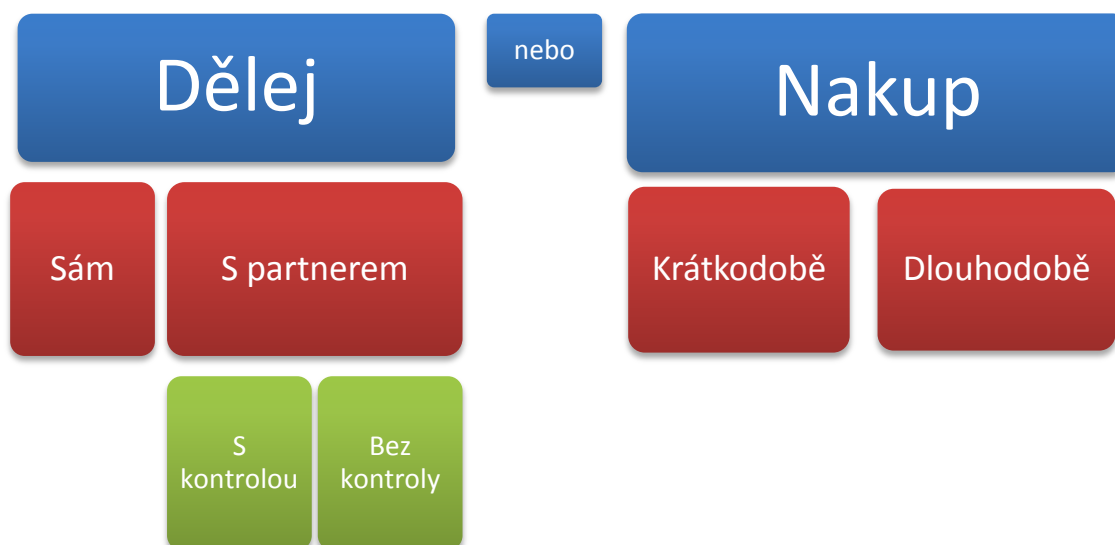 Dělej
nebo
Nakup
Sám
S partnerem
Krátkodobě
Dlouhodobě
S
kontrolou
Bez
kontroly